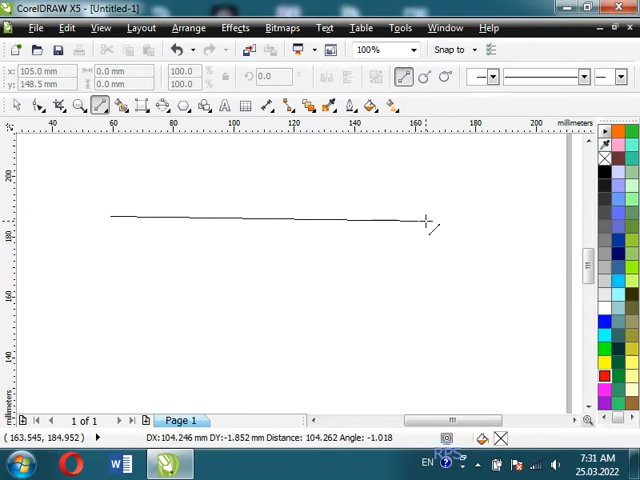 CorelDRAW X5 - [Untitled-1]
File Edit View Layout Arrange Effects Bitmaps Text Table Tools Window Help
100% Snap to
x: 105.0 mm 0.0 mm 100.0 % 0.0 °
y: 148.5 mm 0.0 mm 100.0 %
40 60 80 100 120 140 160 180 200 millimeters
200
180
160
140
millimeters
1 of 1 Page 1
( 163.545, 184.952 ) DX:104.246 mm DY:-1.852 mm Distance: 104.262 Angle: -1.018
RPS
EN 7:31 AM
25.03.2022